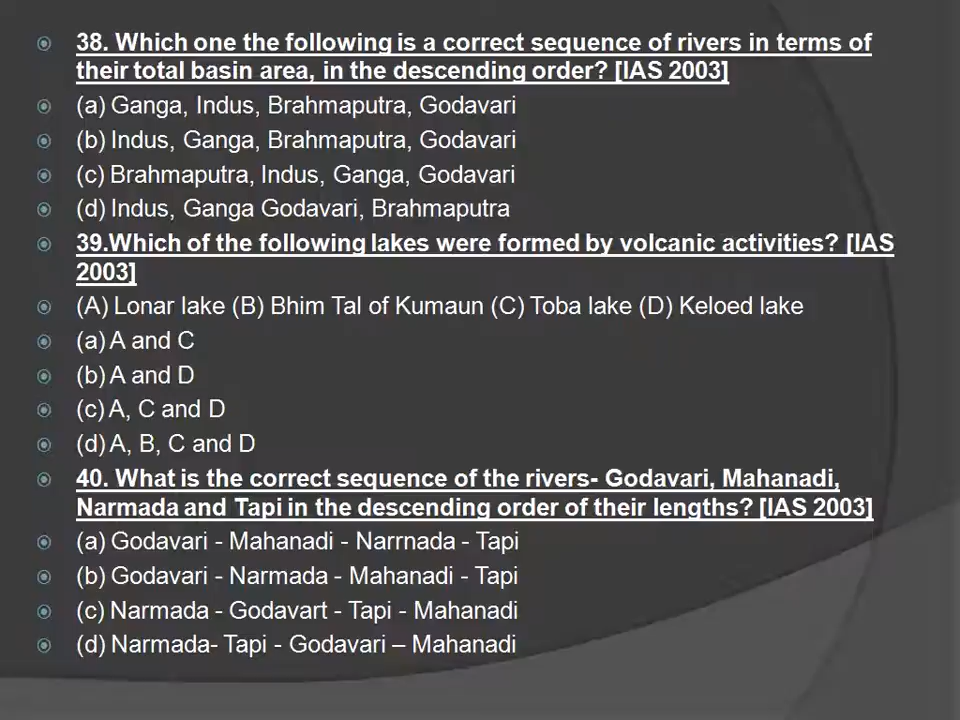 38. Which one the following is a correct sequence of rivers in terms of
their total basin area, in the descending order? [IAS 2003]
(a) Ganga, Indus, Brahmaputra, Godavari
(b) Indus, Ganga, Brahmaputra, Godavari
(c) Brahmaputra, Indus, Ganga, Godavari
(d) Indus, Ganga Godavari, Brahmaputra
39.Which of the following lakes were formed by volcanic activities? [IAS
2003]
(A) Lonar lake (B) Bhim Tal of Kumaun (C) Toba lake (D) Keloed lake
(a) A and C
(b) A and D
(c) A, C and D
(d) A, B, C and D
40. What is the correct sequence of the rivers- Godavari, Mahanadi,
Narmada and Tapi in the descending order of their lengths? [IAS 2003]
(a) Godavari - Mahanadi - Narrnada - Tapi
(b) Godavari - Narmada - Mahanadi - Tapi
(c) Narmada - Godavart - Tapi - Mahanadi
(d) Narmada- Tapi - Godavari – Mahanadi